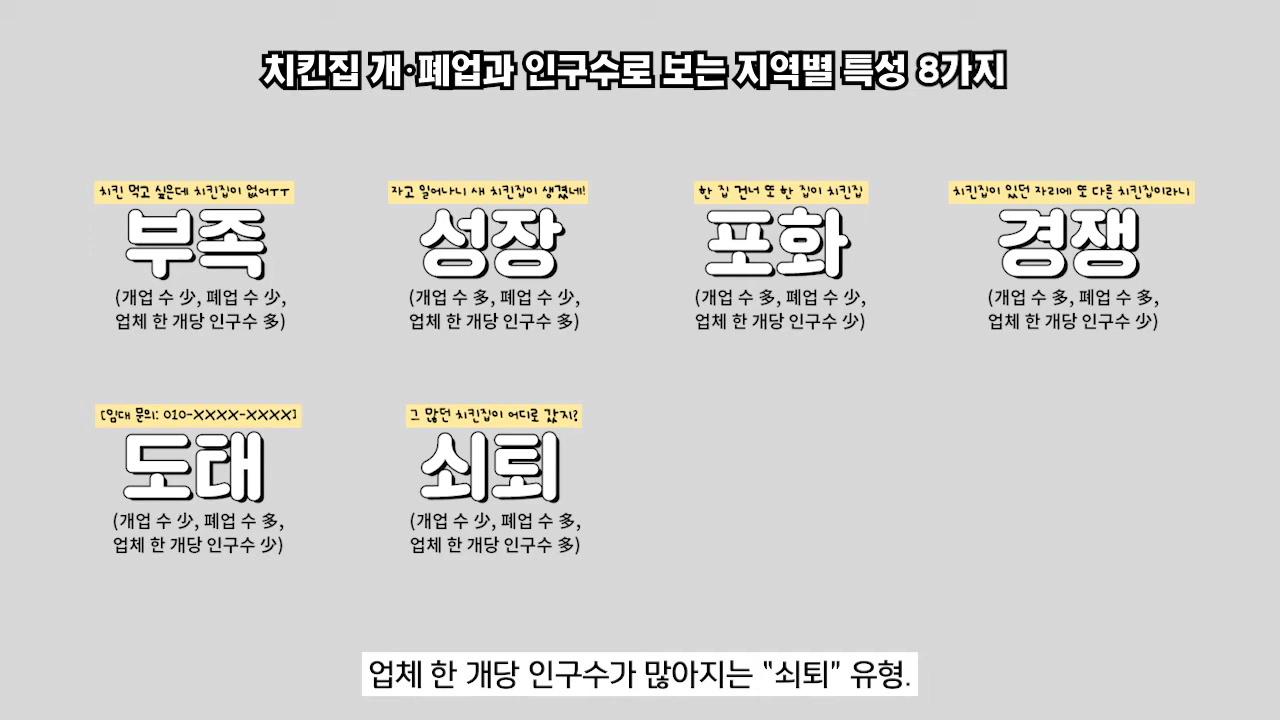 치킨집 개·폐업과 인구수로 보는 지역별 특성 8가지
치킨 먹고 싶은데 치킨집이 없어ㅜㅜ
부족
(개업 수 少, 폐업 수 少,
업체 한 개당 인구수 多)
자고 일어나니 새 치킨집이 생겼네!
성장
(개업 수 多, 폐업 수 少,
업체 한 개당 인구수 多)
한 집 건너 또 한 집이 치킨집
포화
(개업 수 多, 폐업 수 少,
업체 한 개당 인구수 少)
치킨집이 있던 자리에 또 다른 치킨집이라니
경쟁
(개업 수 多, 폐업 수 多,
업체 한 개당 인구수 少)
[임대 문의: 010-XXXX-XXXX]
도태
(개업 수 少, 폐업 수 多,
업체 한 개당 인구수 少)
그 많던 치킨집이 어디로 갔지?
쇠퇴
(개업 수 少, 폐업 수 多,
업체 한 개당 인구수 多)
업체 한 개당 인구수가 많아지는 “쇠퇴” 유형.